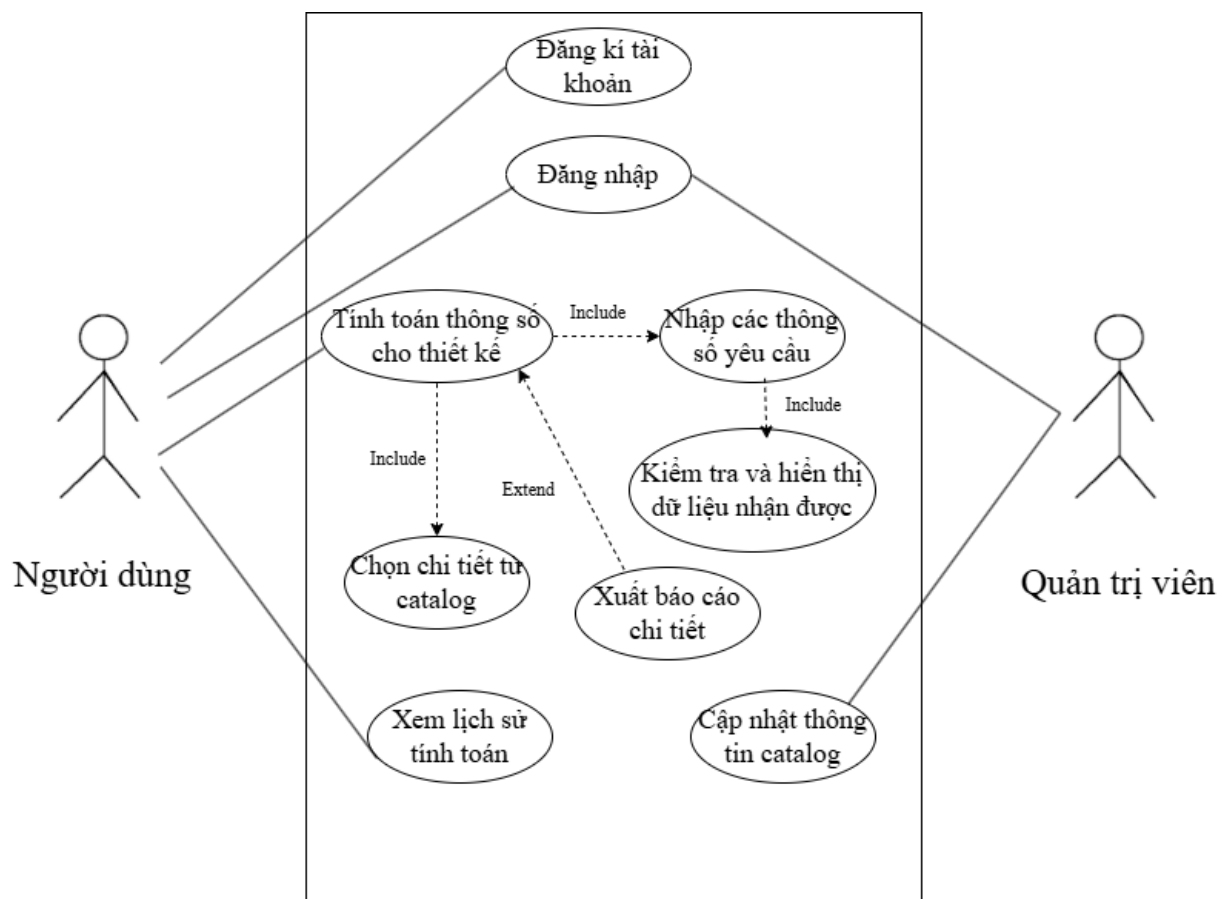 Đăng kí tài
khoản
Đăng nhập
Tính toán thông số
cho thiết kế
Include
Nhập các thông
số yêu cầu
Include
Include
Extend
Kiểm tra và hiển thị
dữ liệu nhận được
Người dùng
Chọn chi tiết từ
catalog
Xuất báo cáo
chi tiết
Quản trị viên
Xem lịch sử
tính toán
Cập nhật thông
tin catalog